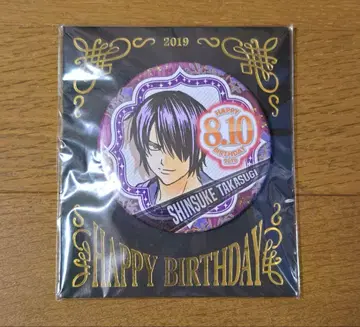 2019
HAPPY
8.10
BIRTHDAY
2019
SHINSUKE TAKASUGI
HAPPY BIRTHDAY